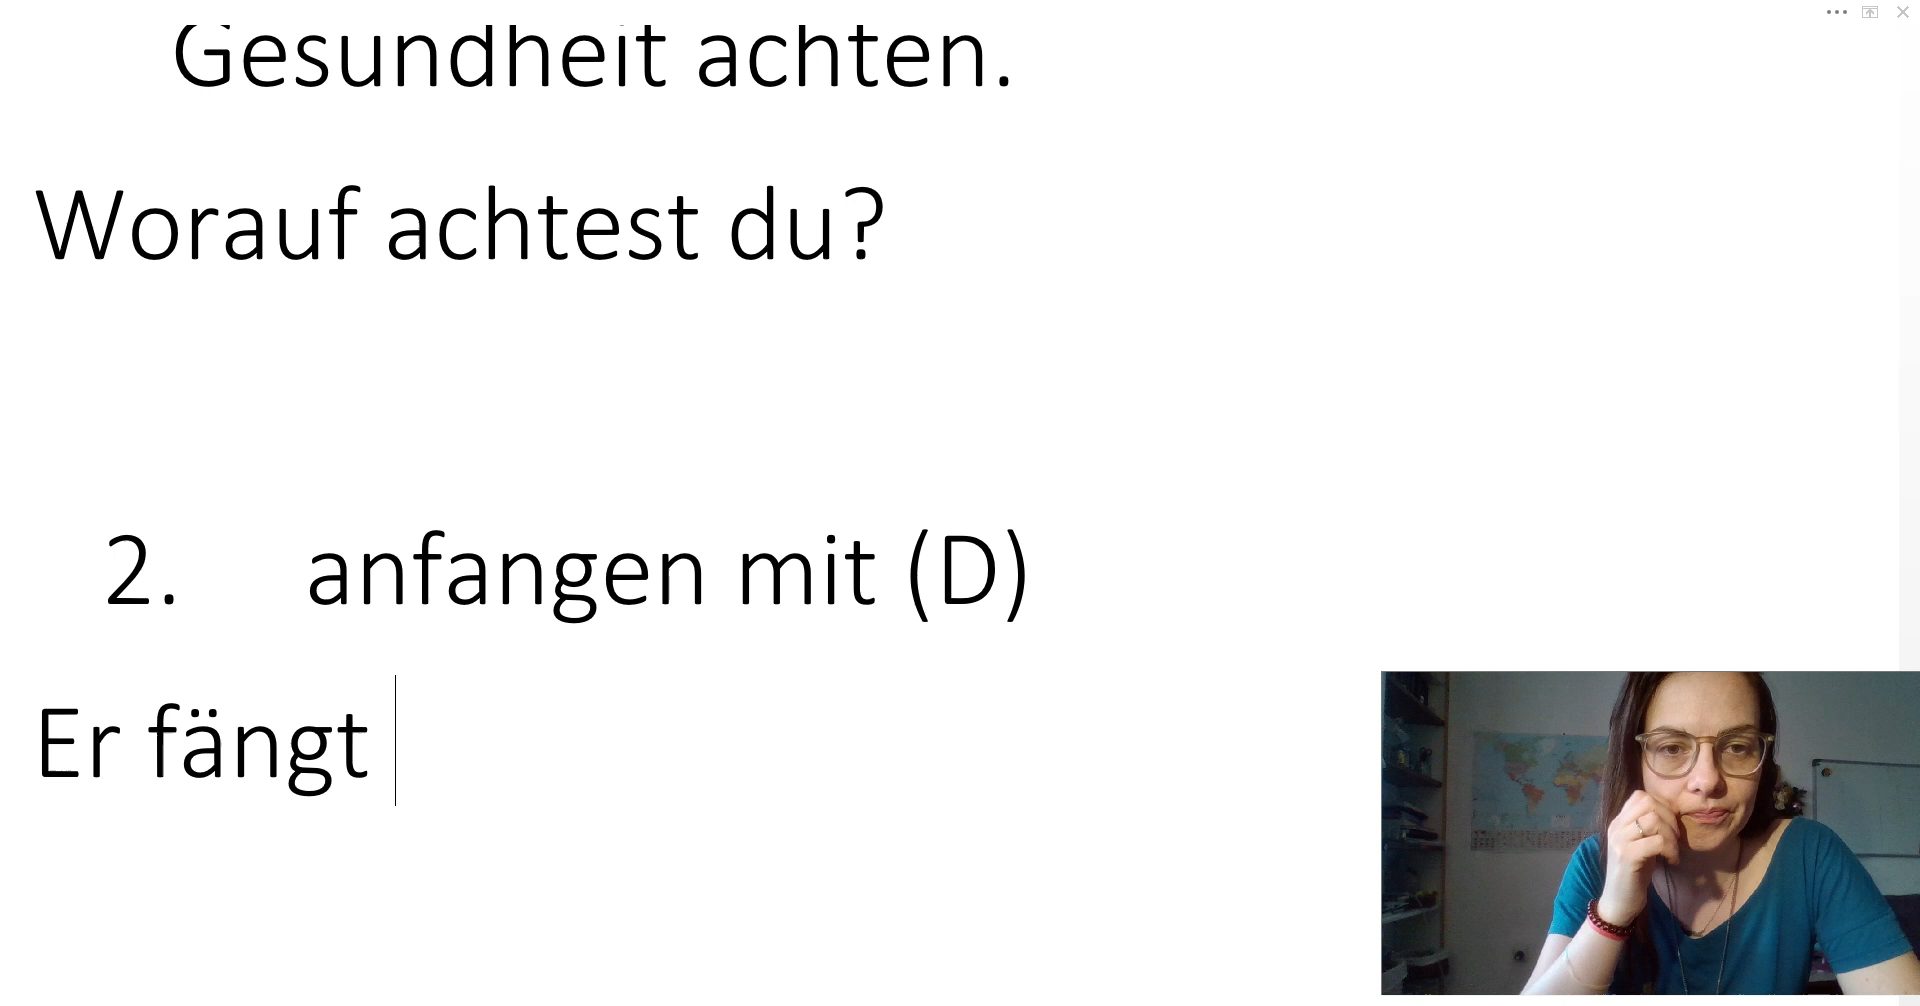 Gesundheit achten.
Worauf achtest du?
2. anfangen mit (D)
Er fängt